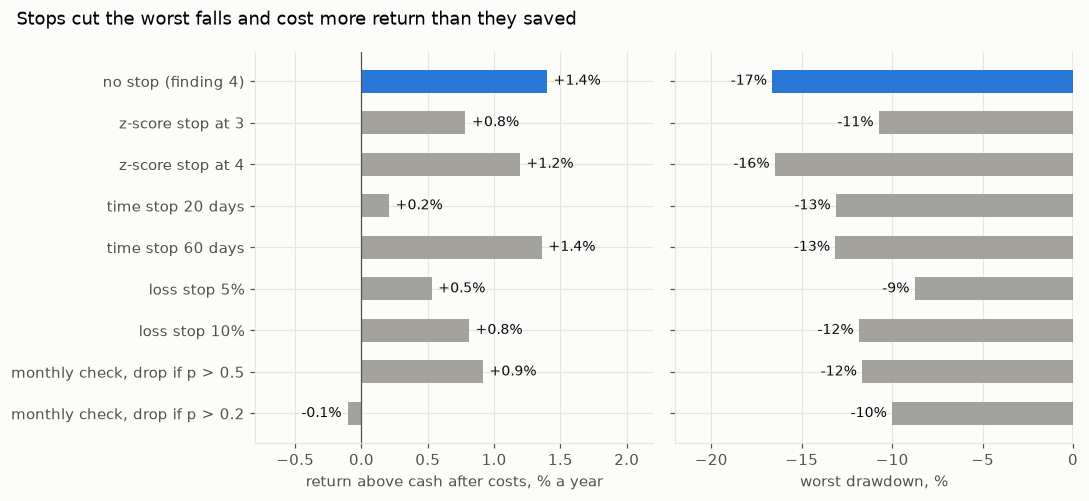 Stops cut the worst falls and cost more return than they saved
no stop (finding 4)
+1.4%
-17%
z-score stop at 3
+0.8%
-11%
z-score stop at 4
+1.2%
-16%
time stop 20 days
+0.2%
-13%
time stop 60 days
+1.4%
-13%
loss stop 5%
+0.5%
-9%
loss stop 10%
+0.8%
-12%
monthly check, drop if p > 0.5
+0.9%
-12%
monthly check, drop if p > 0.2
-0.1%
-10%
−0.5 0.0 0.5 1.0 1.5 2.0
−20 −15 −10 −5 0
return above cash after costs, % a year
worst drawdown, %